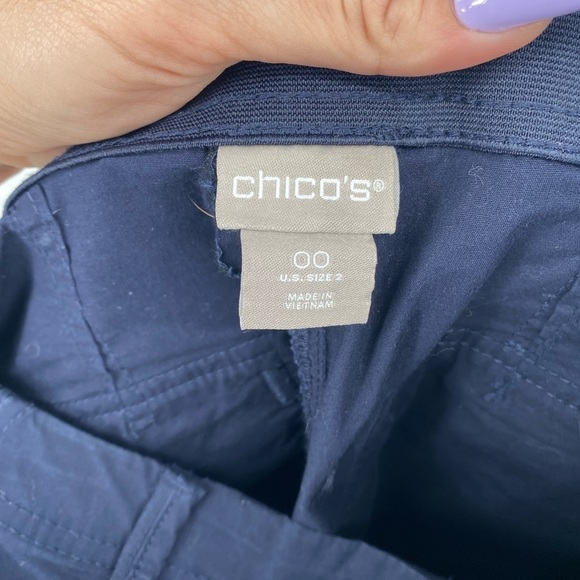 chico's®
00
U.S. SIZE 2
MADE IN
VIETNAM